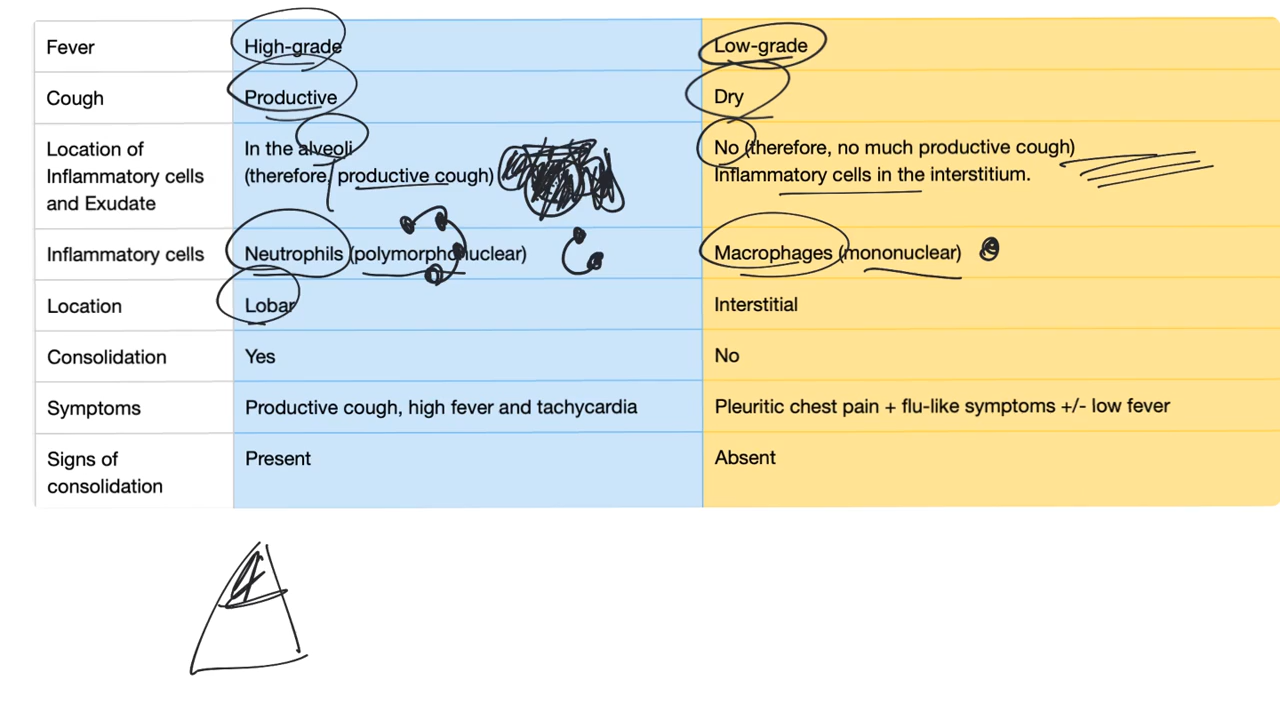 Fever
High-grade
Low-grade
Cough
Productive
Dry
Location of
Inflammatory cells
and Exudate
In the alveoli
(therefore, productive cough)
No (therefore, no much productive cough)
Inflammatory cells in the interstitium.
Inflammatory cells
Neutrophils (polymorphonuclear)
Macrophages (mononuclear)
Location
Lobar
Interstitial
Consolidation
Yes
No
Symptoms
Productive cough, high fever and tachycardia
Pleuritic chest pain + flu-like symptoms +/- low fever
Signs of
consolidation
Present
Absent